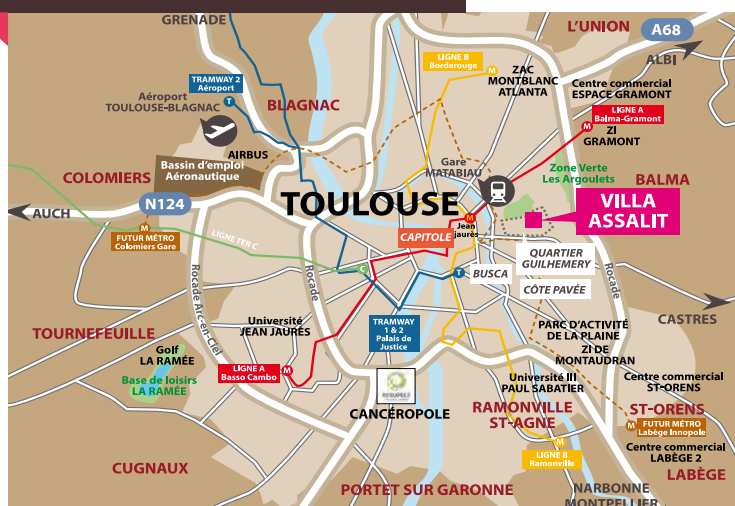 GRENADE
L'UNION
A68
ALBI
LIGNE B
Borderouge
M
ZAC
MONTBLANC
ATLANTA
TRAMWAY 2
Aéroport
T
Centre commercial
ESPACE GRAMONT
Aéroport
TOULOUSE-BLAGNAC
BLAGNAC
LIGNE A
Balma-Gramont
M
ZI
GRAMONT
AIRBUS
Bassin d'emploi
Aéronautique
Gare
MATABIAU
Zone Verte
Les Argoulets
COLOMIERS
BALMA
N124
AUCH
TOULOUSE
VILLA
ASSALIT
M
FUTUR MÉTRO
Colomiers Gare
LIGNE TER C
CAPITOLE
M
Jean
Jaurès
QUARTIER
GUILHEMERY
C
T
BUSCA
CÔTE PAVÉE
Rocade Arc-en-Ciel
Rocade
Rocade
CASTRES
Université
JEAN JAURÈS
TRAMWAY
1 & 2
Palais de
Justice
PARC D'ACTIVITÉ
DE LA PLAINE
ZI DE
MONTAUDRAN
TOURNEFEUILLE
Golf
LA RAMÉE
Base de loisirs
LA RAMÉE
LIGNE A
Basso Cambo
M
CANCÉROPOLE
Université III
PAUL SABATIER
Centre commercial
ST-ORENS
RAMONVILLE
ST-AGNE
ST-ORENS
M
FUTUR MÉTRO
Labège Innopole
M
LIGNE B
Ramonville
Centre commercial
LABÈGE 2
CUGNAUX
LABÈGE
PORTET SUR GARONNE
NARBONNE
MONTPELLIER